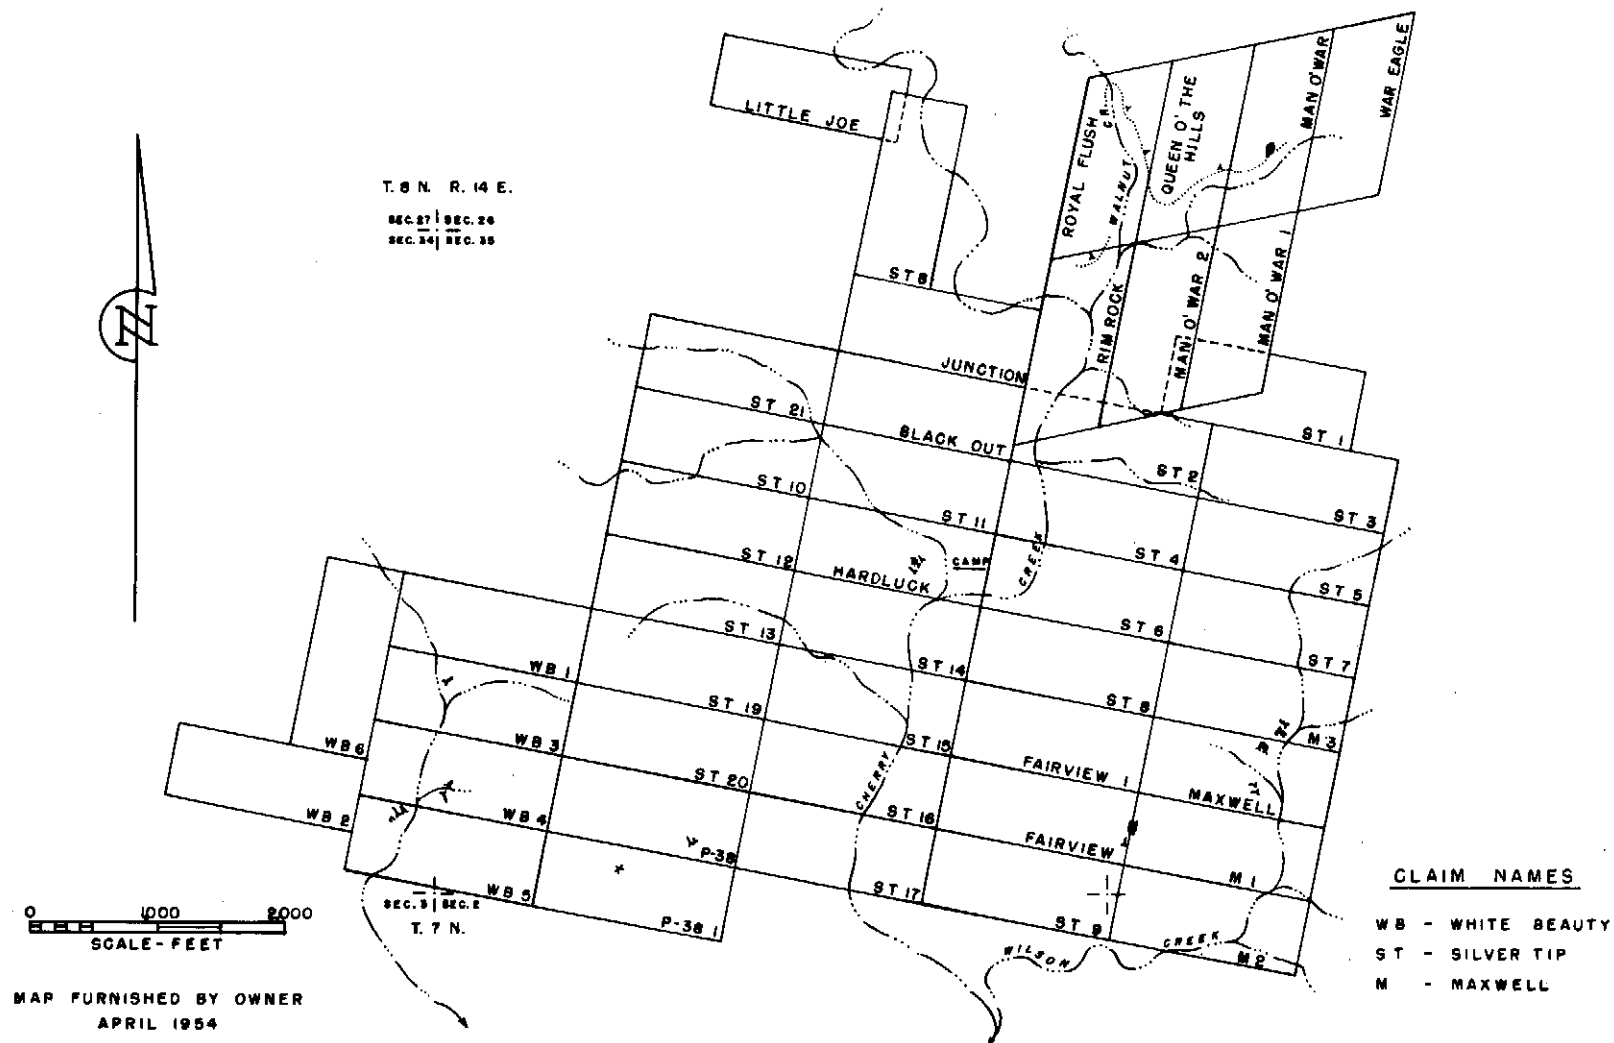 LITTLE JOE
ROYAL FLUSH
WALNUT CR.
QUEEN O' THE
HILLS
MAN O' WAR
WAR EAGLE
T. 8 N. R. 14 E.
SEC. 27 SEC. 26
SEC. 34 SEC. 35
N
ST 8
RIM ROCK
MAN O' WAR 2
MAN O' WAR 1
JUNCTION
ST 21
BLACK OUT
ST 1
ST 2
ST 10
ST 11
ST 3
ST 4
ST 12
HARDLUCK
CAMP
CREEK
ST 5
ST 6
ST 13
ST 14
ST 7
WB 1
ST 19
ST 8
M 3
WB 6
WB 3
ST 15
FAIRVIEW 1
MAXWELL
ST 20
CHERRY
WB 2
WB 4
ST 16
FAIRVIEW
P-38
M 1
WB 5
ST 17
ST 9
P-38 1
WILSON CREEK
M 2
SEC. 3 SEC. 2
T. 7 N.
0 1000 2000
SCALE-FEET
MAP FURNISHED BY OWNER
APRIL 1954
CLAIM NAMES
WB - WHITE BEAUTY
ST - SILVER TIP
M - MAXWELL